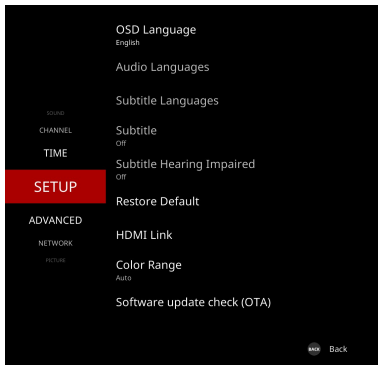 SOUND
CHANNEL
TIME
SETUP
ADVANCED
NETWORK
PICTURE
OSD Language
English
Audio Languages
Subtitle Languages
Subtitle
Off
Subtitle Hearing Impaired
Off
Restore Default
HDMI Link
Color Range
Auto
Software update check (OTA)
BACK Back